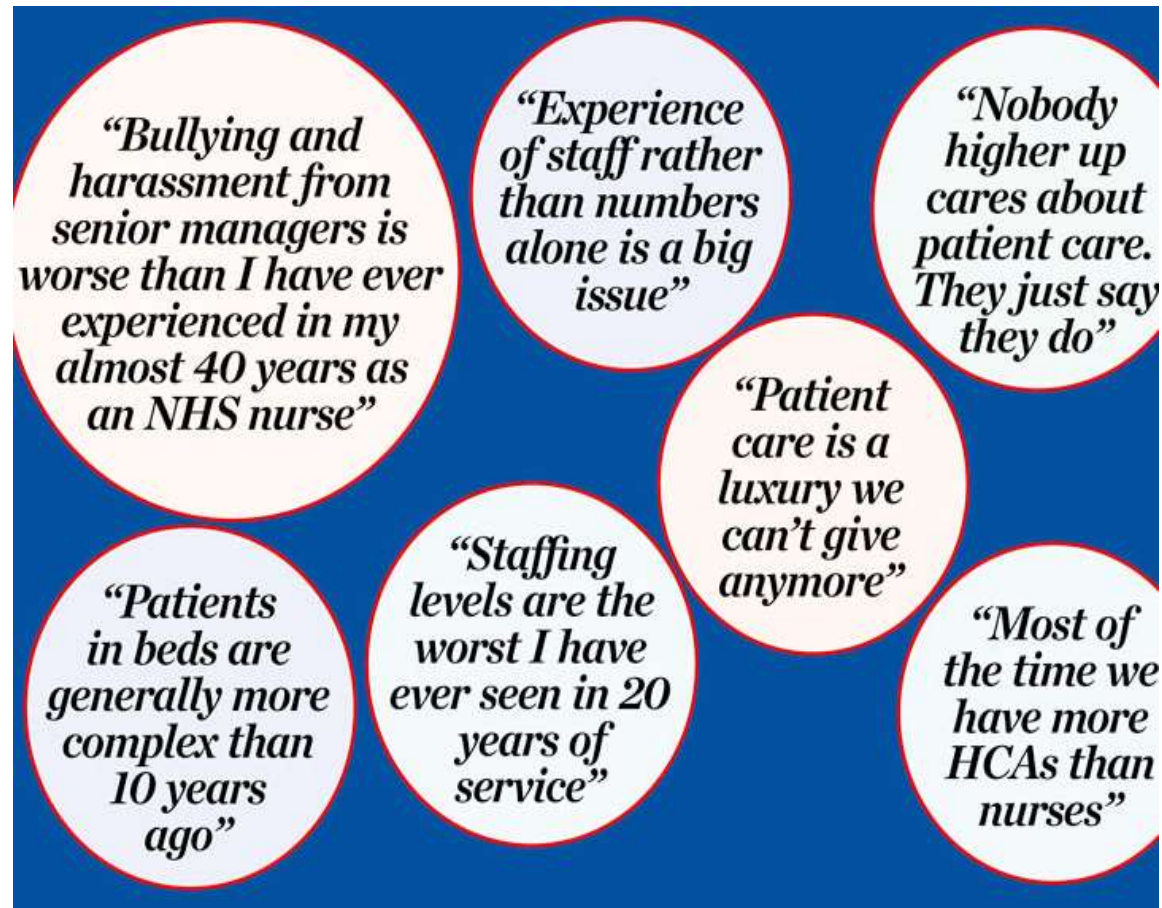 “Bullying and
harassment from
senior managers is
worse than I have ever
experienced in my
almost 40 years as
an NHS nurse”
“Experience
of staff rather
than numbers
alone is a big
issue”
“Nobody
higher up
cares about
patient care.
They just say
they do”
“Patient
care is a
luxury we
can’t give
anymore”
“Patients
in beds are
generally more
complex than
10 years
ago”
“Staffing
levels are the
worst I have
ever seen in 20
years of
service”
“Most of
the time we
have more
HCAs than
nurses”